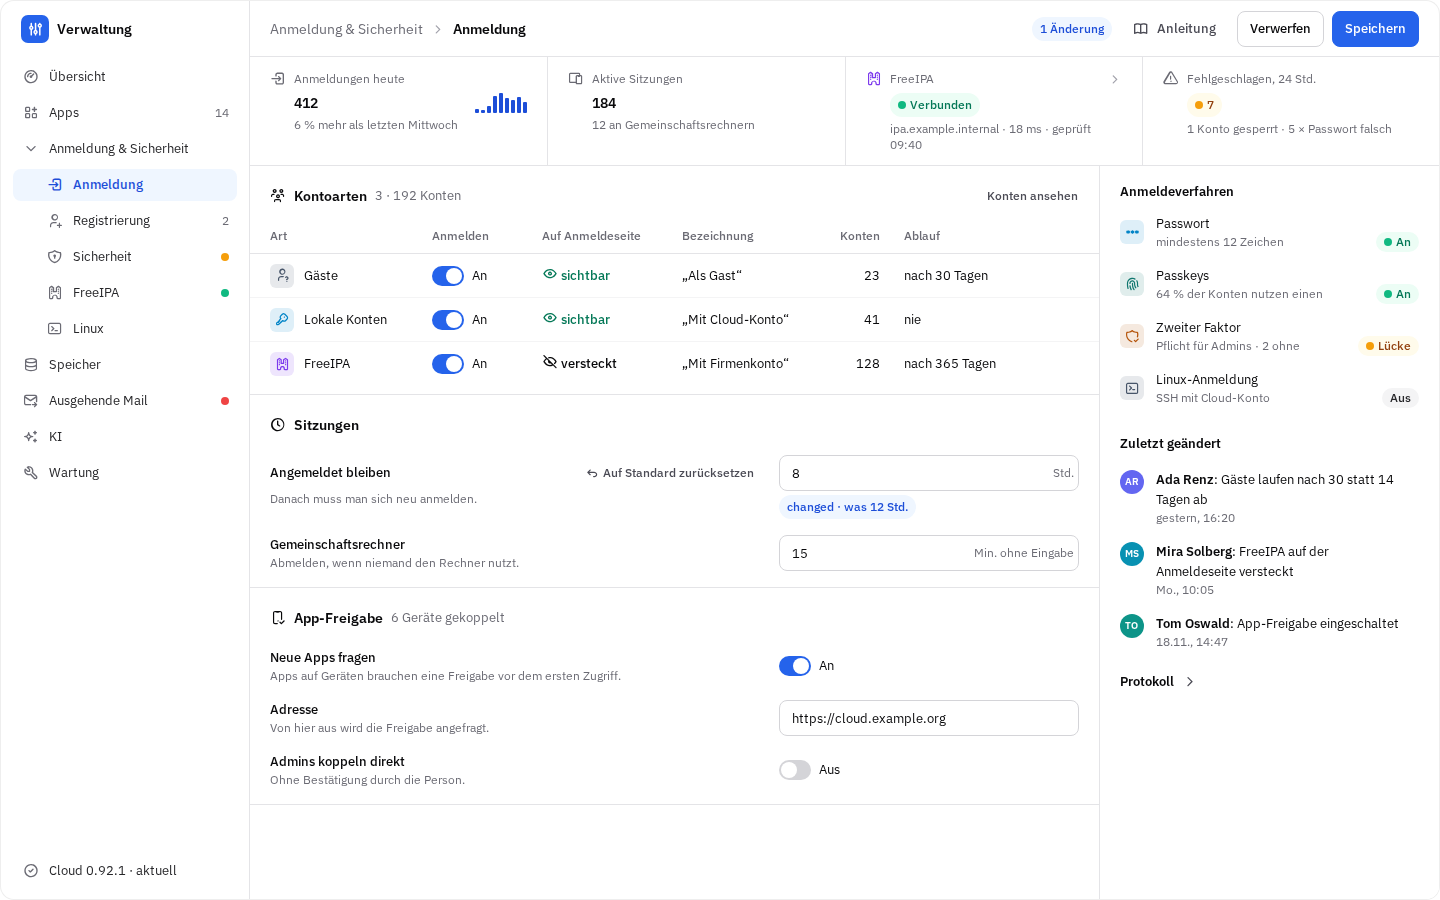 Verwaltung
Übersicht
Apps 14
Anmeldung & Sicherheit
Anmeldung
Registrierung 2
Sicherheit
FreeIPA
Linux
Speicher
Ausgehende Mail
KI
Wartung
Cloud 0.92.1 · aktuell
Anmeldung & Sicherheit › Anmeldung
1 Änderung
Anleitung
Verwerfen
Speichern
Anmeldungen heute
412
6 % mehr als letzten Mittwoch
Aktive Sitzungen
184
12 an Gemeinschaftsrechnern
FreeIPA
Verbunden
ipa.example.internal · 18 ms · geprüft
09:40
Fehlgeschlagen, 24 Std.
7
1 Konto gesperrt · 5 × Passwort falsch
Kontoarten 3 · 192 Konten Konten ansehen
Art Anmelden Auf Anmeldeseite Bezeichnung Konten Ablauf
Gäste An sichtbar „Als Gast“ 23 nach 30 Tagen
Lokale Konten An sichtbar „Mit Cloud-Konto“ 41 nie
FreeIPA An versteckt „Mit Firmenkonto“ 128 nach 365 Tagen
Sitzungen
Angemeldet bleiben Auf Standard zurücksetzen 8 Std.
Danach muss man sich neu anmelden.
changed · was 12 Std.
Gemeinschaftsrechner
Abmelden, wenn niemand den Rechner nutzt.
15 Min. ohne Eingabe
App-Freigabe 6 Geräte gekoppelt
Neue Apps fragen
Apps auf Geräten brauchen eine Freigabe vor dem ersten Zugriff.
An
Adresse
Von hier aus wird die Freigabe angefragt.
https://cloud.example.org
Admins koppeln direkt
Ohne Bestätigung durch die Person.
Aus
Anmeldeverfahren
Passwort
mindestens 12 Zeichen An
Passkeys
64 % der Konten nutzen einen An
Zweiter Faktor
Pflicht für Admins · 2 ohne Lücke
Linux-Anmeldung
SSH mit Cloud-Konto Aus
Zuletzt geändert
AR Ada Renz: Gäste laufen nach 30 statt 14
Tagen ab
gestern, 16:20
MS Mira Solberg: FreeIPA auf der
Anmeldeseite versteckt
Mo., 10:05
TO Tom Oswald: App-Freigabe eingeschaltet
18.11., 14:47
Protokoll